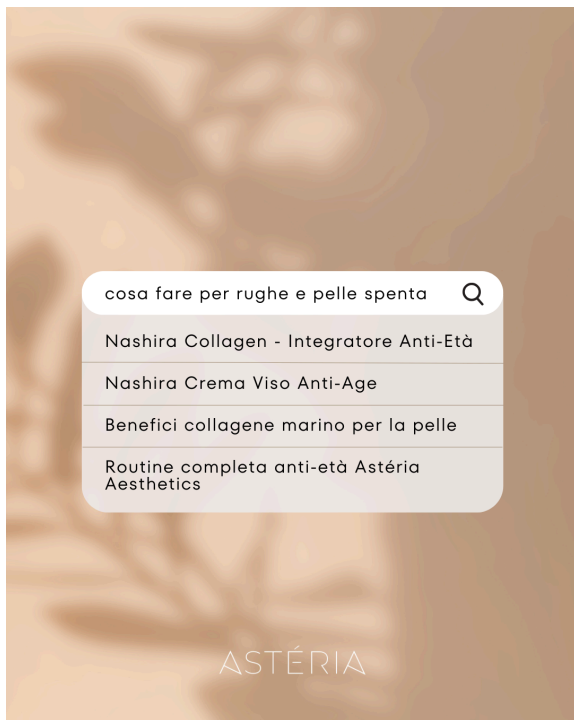 cosa fare per rughe e pelle spenta
Nashira Collagen - Integratore Anti-Età
Nashira Crema Viso Anti-Age
Benefici collagene marino per la pelle
Routine completa anti-età Astéria
Aesthetics
ASTÉRIA